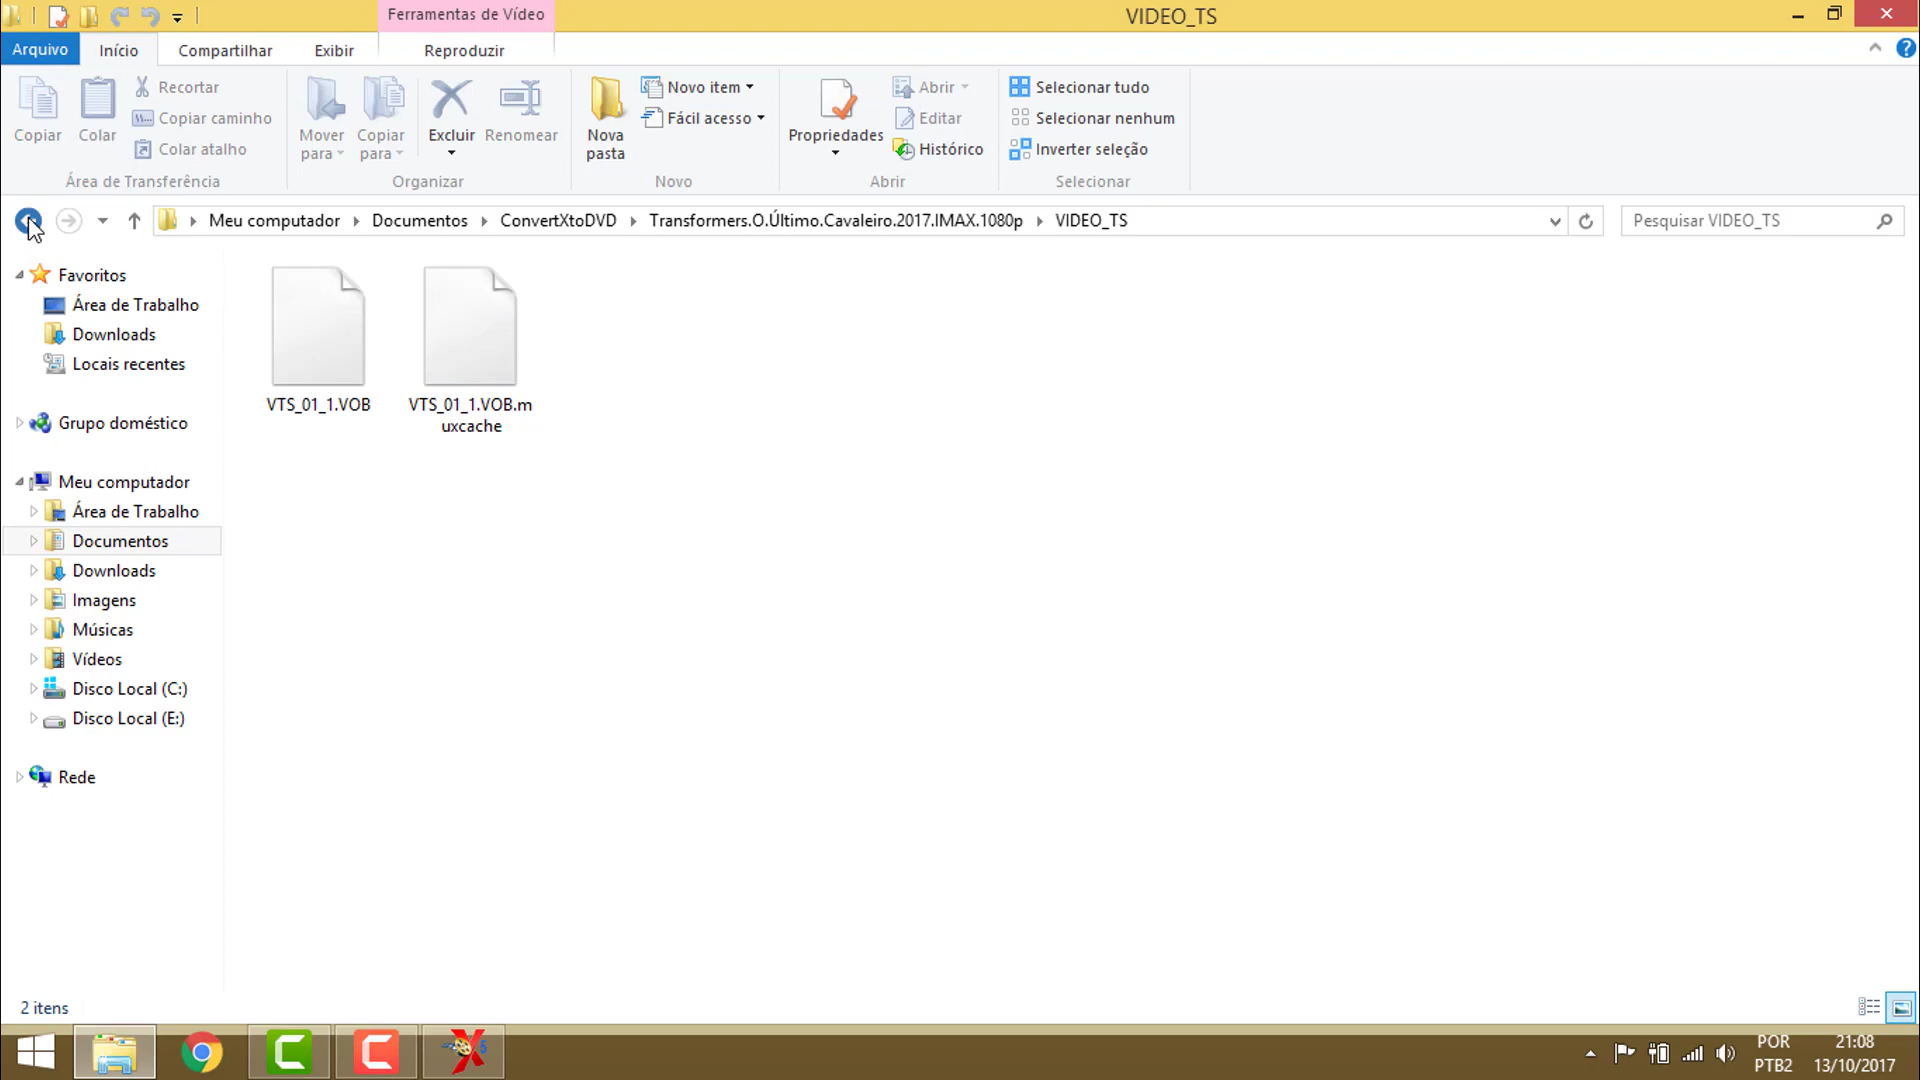 Ferramentas de Vídeo
VIDEO_TS
Arquivo
Início
Compartilhar
Exibir
Reproduzir
Copiar
Colar
Recortar
Copiar caminho
Colar atalho
Área de Transferência
Mover para
Copiar para
Excluir
Renomear
Organizar
Nova pasta
Novo item
Fácil acesso
Novo
Propriedades
Abrir
Editar
Histórico
Abrir
Selecionar tudo
Selecionar nenhum
Inverter seleção
Selecionar
Meu computador
Documentos
ConvertXtoDVD
Transformers.O.Último.Cavaleiro.2017.IMAX.1080p
VIDEO_TS
Pesquisar VIDEO_TS
Favoritos
Área de Trabalho
Downloads
Locais recentes
Grupo doméstico
Meu computador
Área de Trabalho
Documentos
Downloads
Imagens
Músicas
Vídeos
Disco Local (C:)
Disco Local (E:)
Rede
VTS_01_1.VOB
VTS_01_1.VOB.m
uxcache
2 itens
POR
PTB2
21:08
13/10/2017